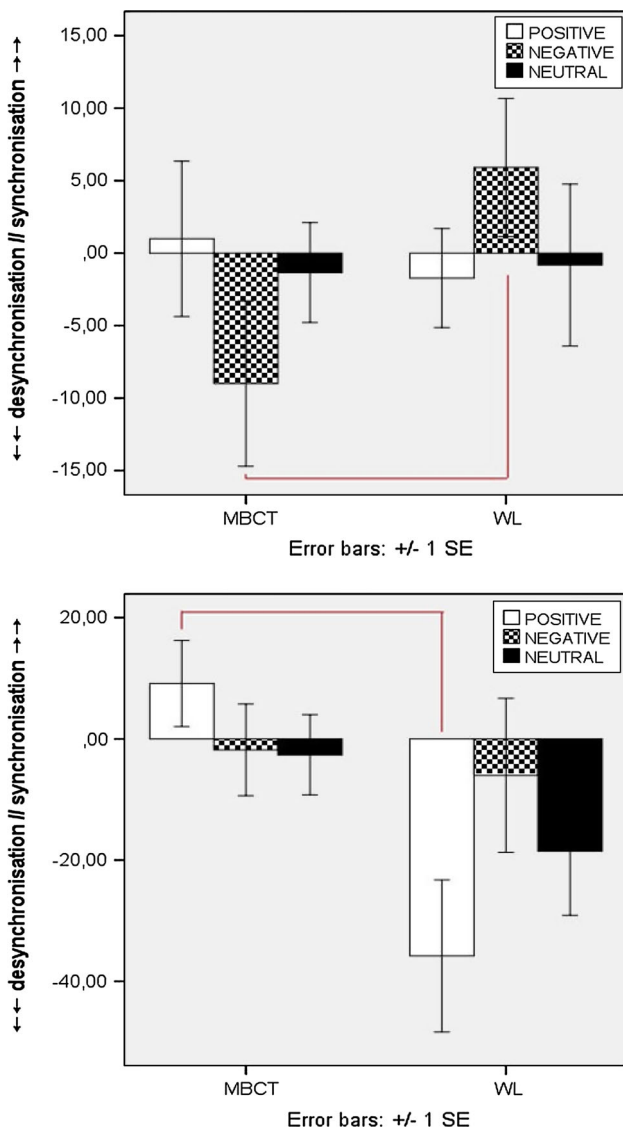 15,00
10,00
5,00
,00
-5,00
-10,00
-15,00
←← desynchronisation // synchronisation →→
POSITIVE
NEGATIVE
NEUTRAL
MBCT WL
Error bars: +/- 1 SE
20,00
,00
-20,00
-40,00
←← desynchronisation // synchronisation →→
POSITIVE
NEGATIVE
NEUTRAL
MBCT WL
Error bars: +/- 1 SE